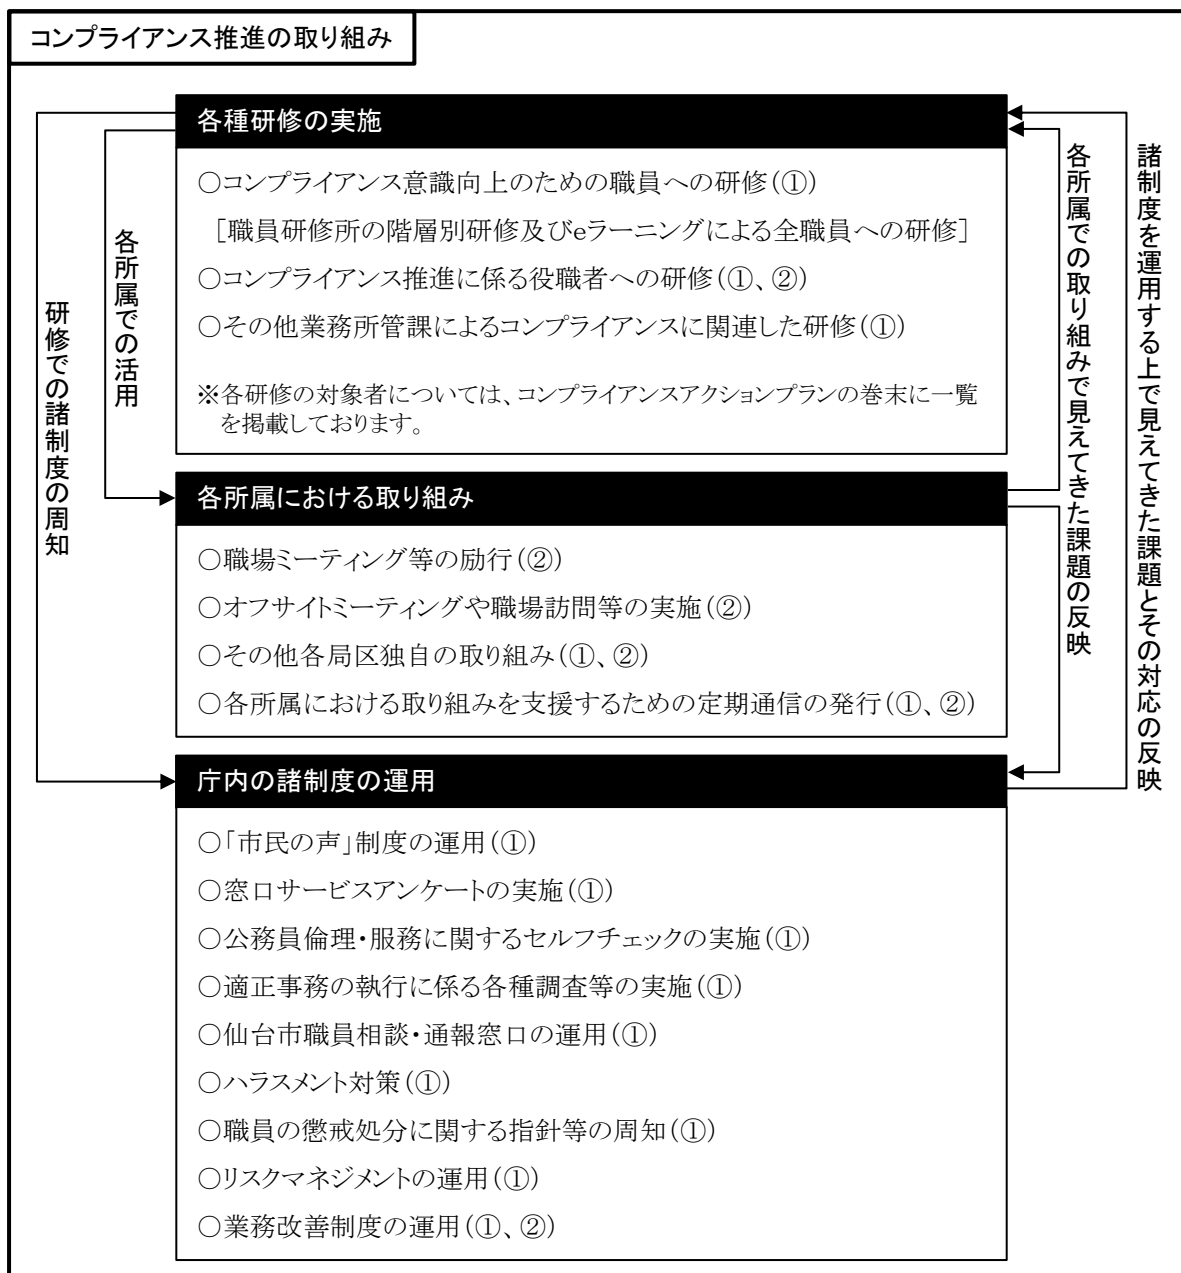 コンプライアンス推進の取り組み
各種研修の実施
○コンプライアンス意識向上のための職員への研修(①)
［職員研修所の階層別研修及びeラーニングによる全職員への研修］
○コンプライアンス推進に係る役職者への研修(①、②)
○その他業務所管課によるコンプライアンスに関連した研修(①)
※各研修の対象者については、コンプライアンスアクションプランの巻末に一覧
を掲載しております。
各所属における取り組み
○職場ミーティング等の励行(②)
○オフサイトミーティングや職場訪問等の実施(②)
○その他各局区独自の取り組み(①、②)
○各所属における取り組みを支援するための定期通信の発行(①、②)
庁内の諸制度の運用
○「市民の声」制度の運用(①)
○窓口サービスアンケートの実施(①)
○公務員倫理・服務に関するセルフチェックの実施(①)
○適正事務の執行に係る各種調査等の実施(①)
○仙台市職員相談・通報窓口の運用(①)
○ハラスメント対策(①)
○職員の懲戒処分に関する指針等の周知(①)
○リスクマネジメントの運用(①)
○業務改善制度の運用(①、②)
各所属での活用
研修での諸制度の周知
各所属での取り組みで見えてきた課題の反映
諸制度を運用する上で見えてきた課題とその対応の反映